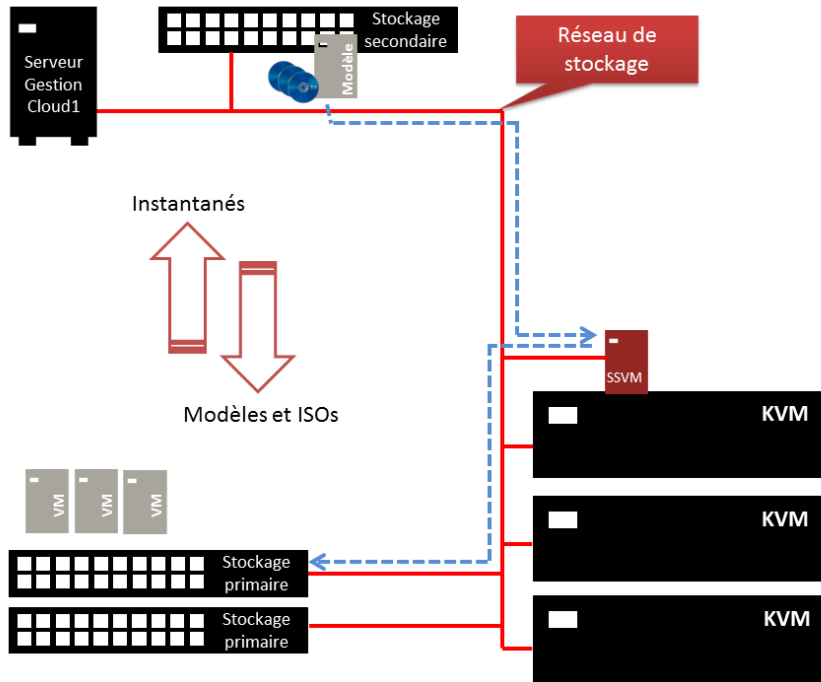 Serveur
Gestion
Cloud1
Stockage
secondaire
Modèle
Réseau de
stockage
Instantanés
Modèles et ISOs
SSVM
KVM
KVM
KVM
VM
VM
VM
Stockage
primaire
Stockage
primaire